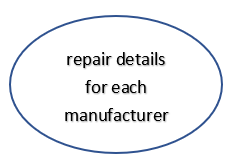 repair details
for each
manufacturer